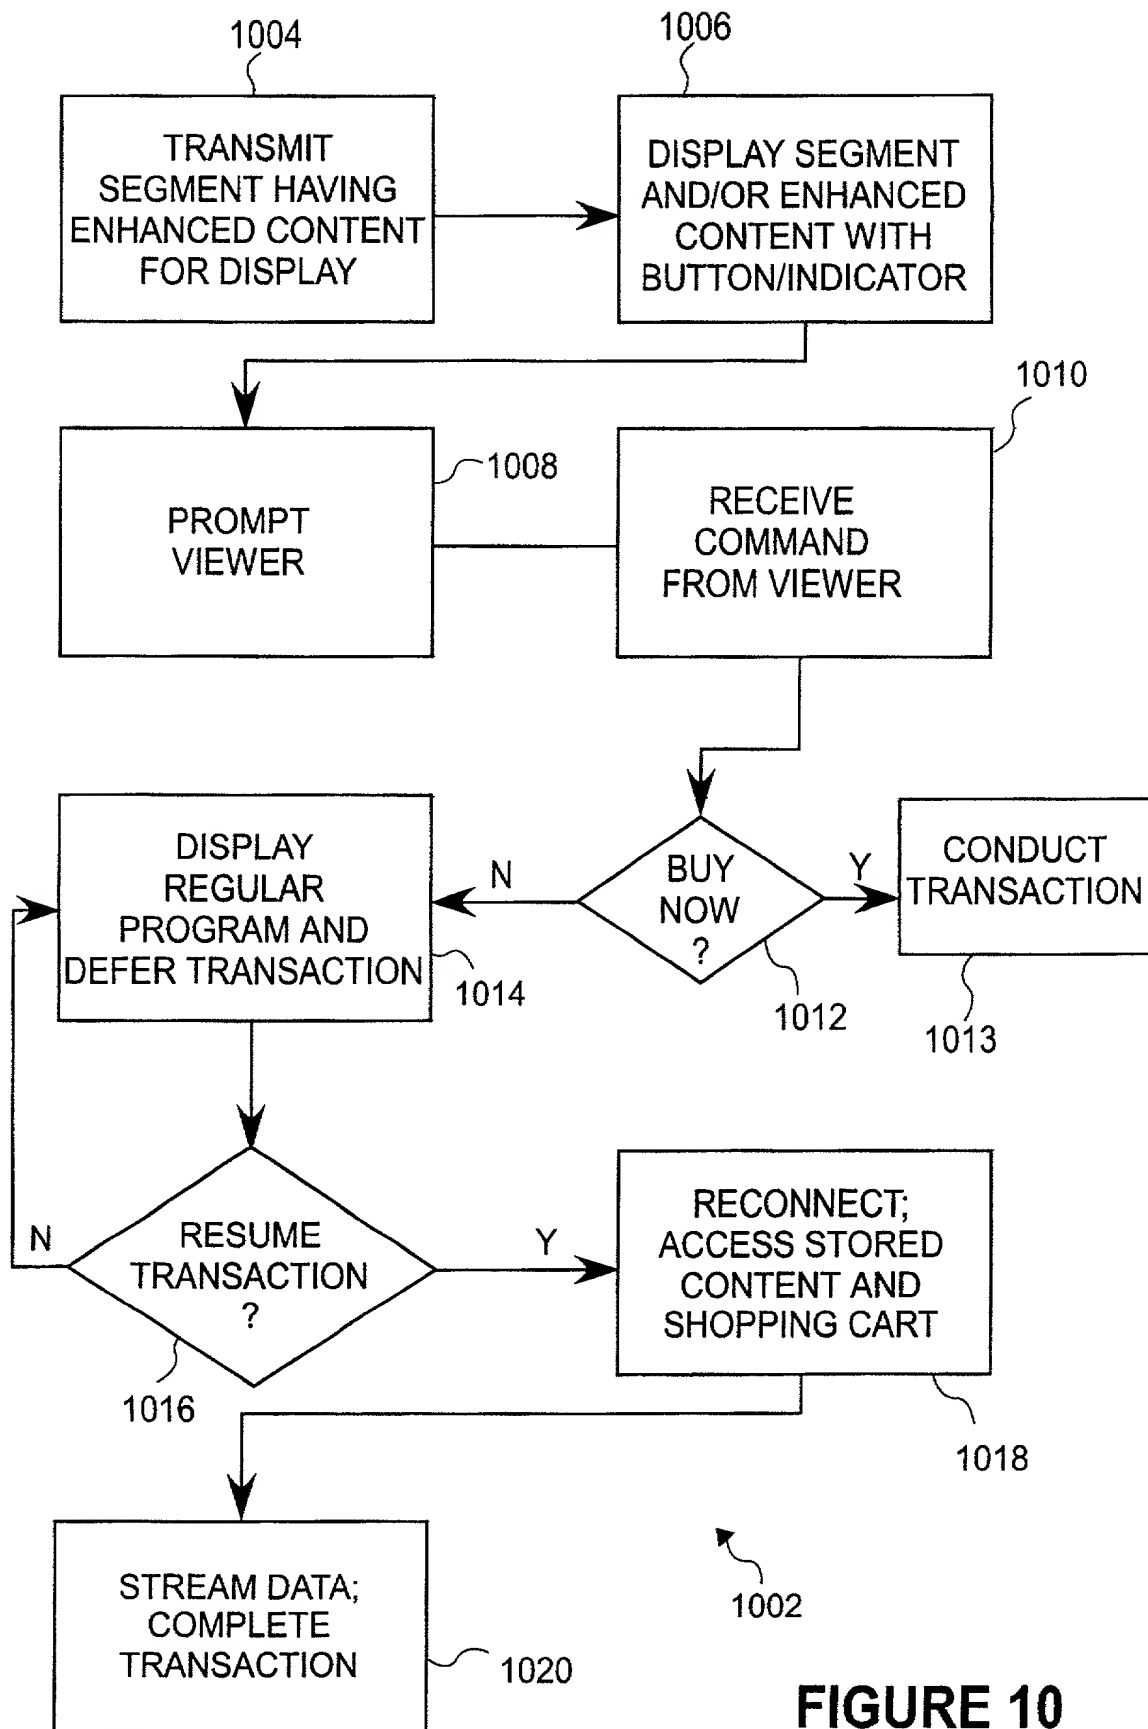 1004
1006
TRANSMIT
SEGMENT HAVING
ENHANCED CONTENT
FOR DISPLAY
DISPLAY SEGMENT
AND/OR ENHANCED
CONTENT WITH
BUTTON/INDICATOR
1010
1008
PROMPT
VIEWER
RECEIVE
COMMAND
FROM VIEWER
DISPLAY
REGULAR
PROGRAM AND
DEFER TRANSACTION
1014
N
BUY
NOW
?
1012
Y
CONDUCT
TRANSACTION
1013
N
RESUME
TRANSACTION
?
1016
Y
RECONNECT;
ACCESS STORED
CONTENT AND
SHOPPING CART
1018
STREAM DATA;
COMPLETE
TRANSACTION
1020
1002
FIGURE 10